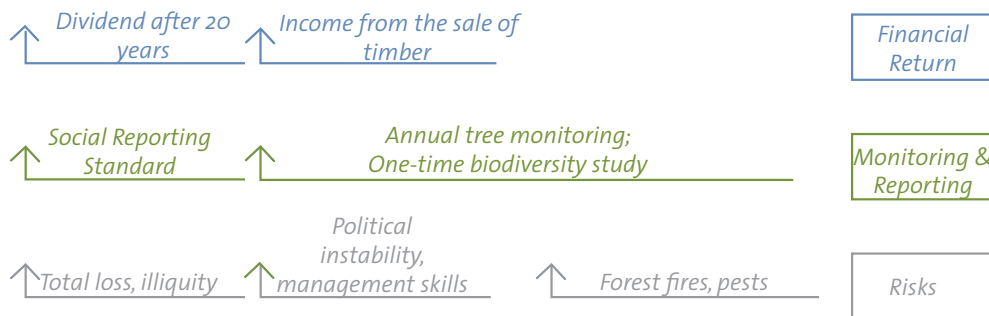 Dividend after 20
years
Income from the sale of
timber
Financial
Return
Social Reporting
Standard
Annual tree monitoring;
One-time biodiversity study
Monitoring &
Reporting
Total loss, illiquity
Political
instability,
management skills
Forest fires, pests
Risks